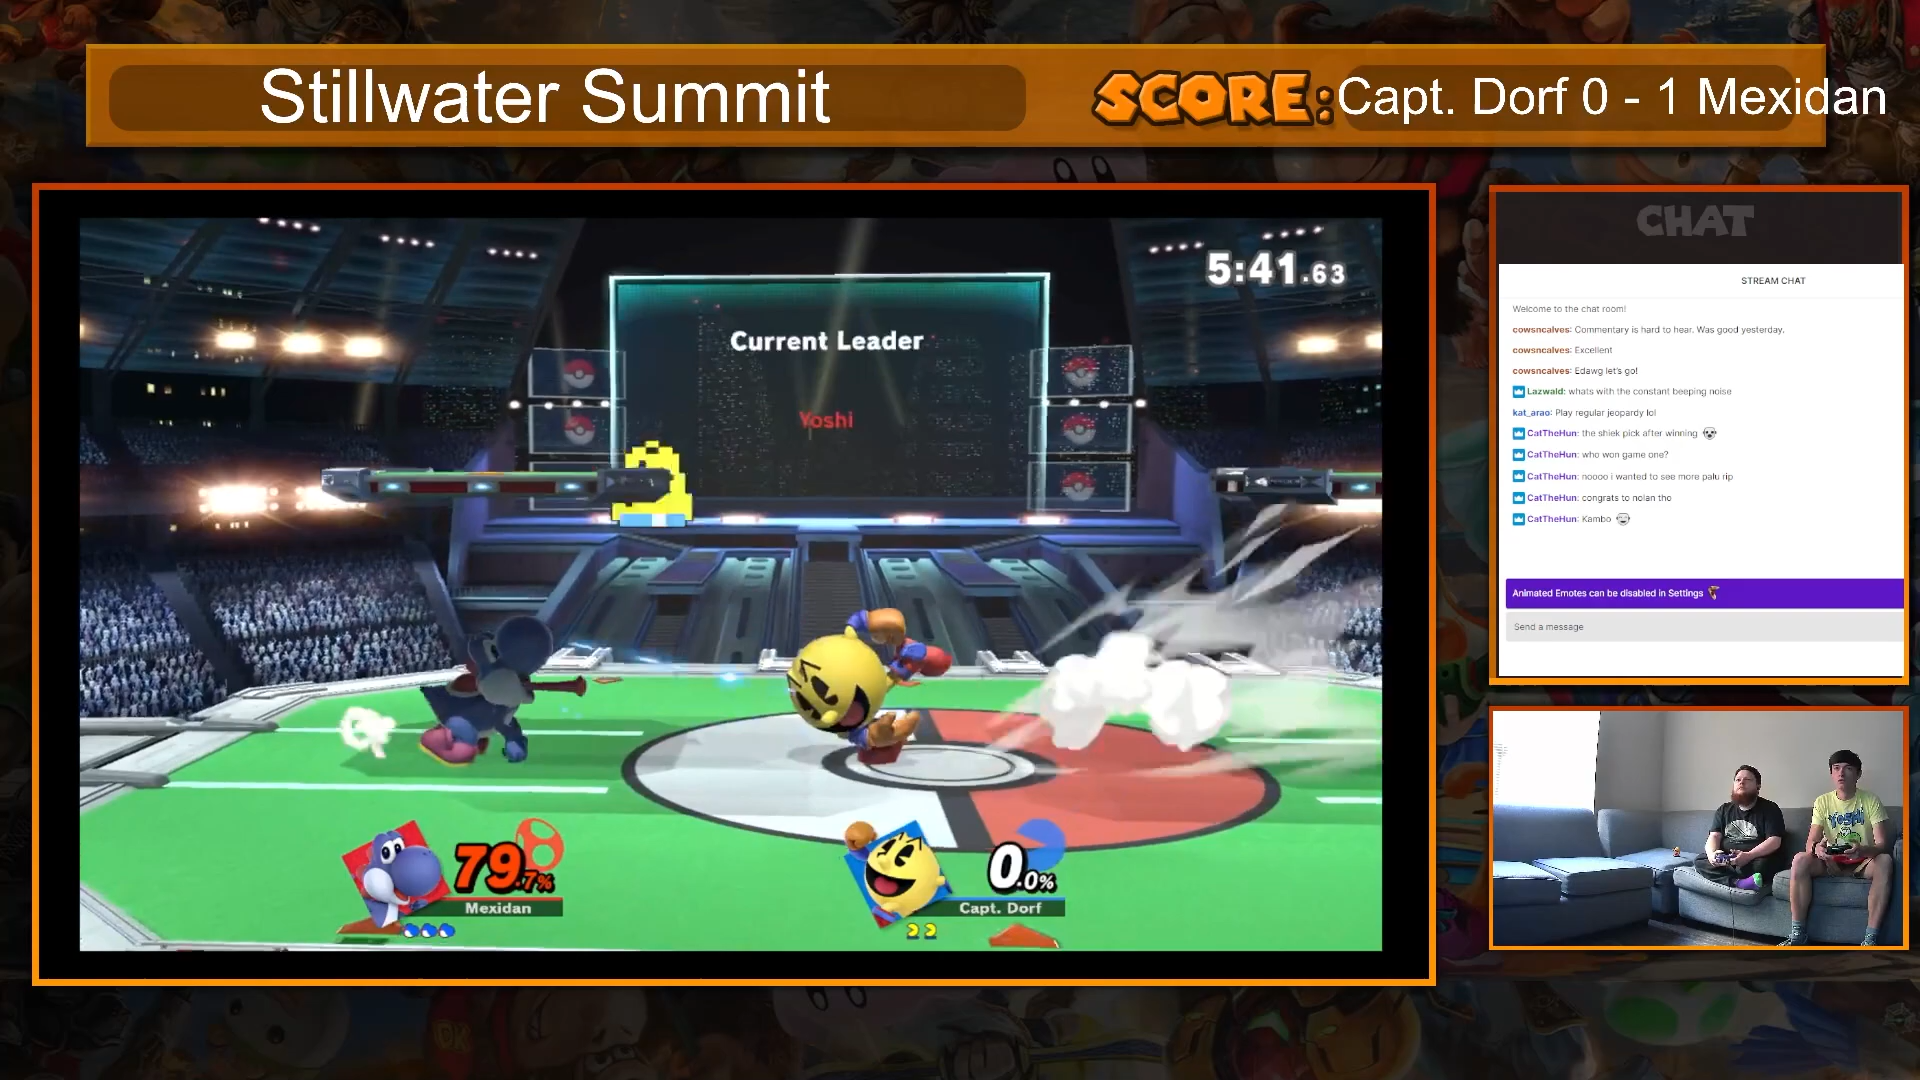 Stillwater Summit
SCORE: Capt. Dorf 0 - 1 Mexidan
5:41.63
Current Leader
Yoshi
79.7%
Mexidan
0.0%
Capt. Dorf
CHAT
STREAM CHAT
Welcome to the chat room!
cowsncalves: Commentary is hard to hear. Was good yesterday.
cowsncalves: Excellent
cowsncalves: Edawg let's go!
Lazwald: whats with the constant beeping noise
kat_arao: Play regular jeopardy lol
CatTheHun: the shiek pick after winning
CatTheHun: who won game one?
CatTheHun: noooo i wanted to see more palu rip
CatTheHun: congrats to nolan tho
CatTheHun: Kambo
Animated Emotes can be disabled in Settings
Send a message
YOSHI